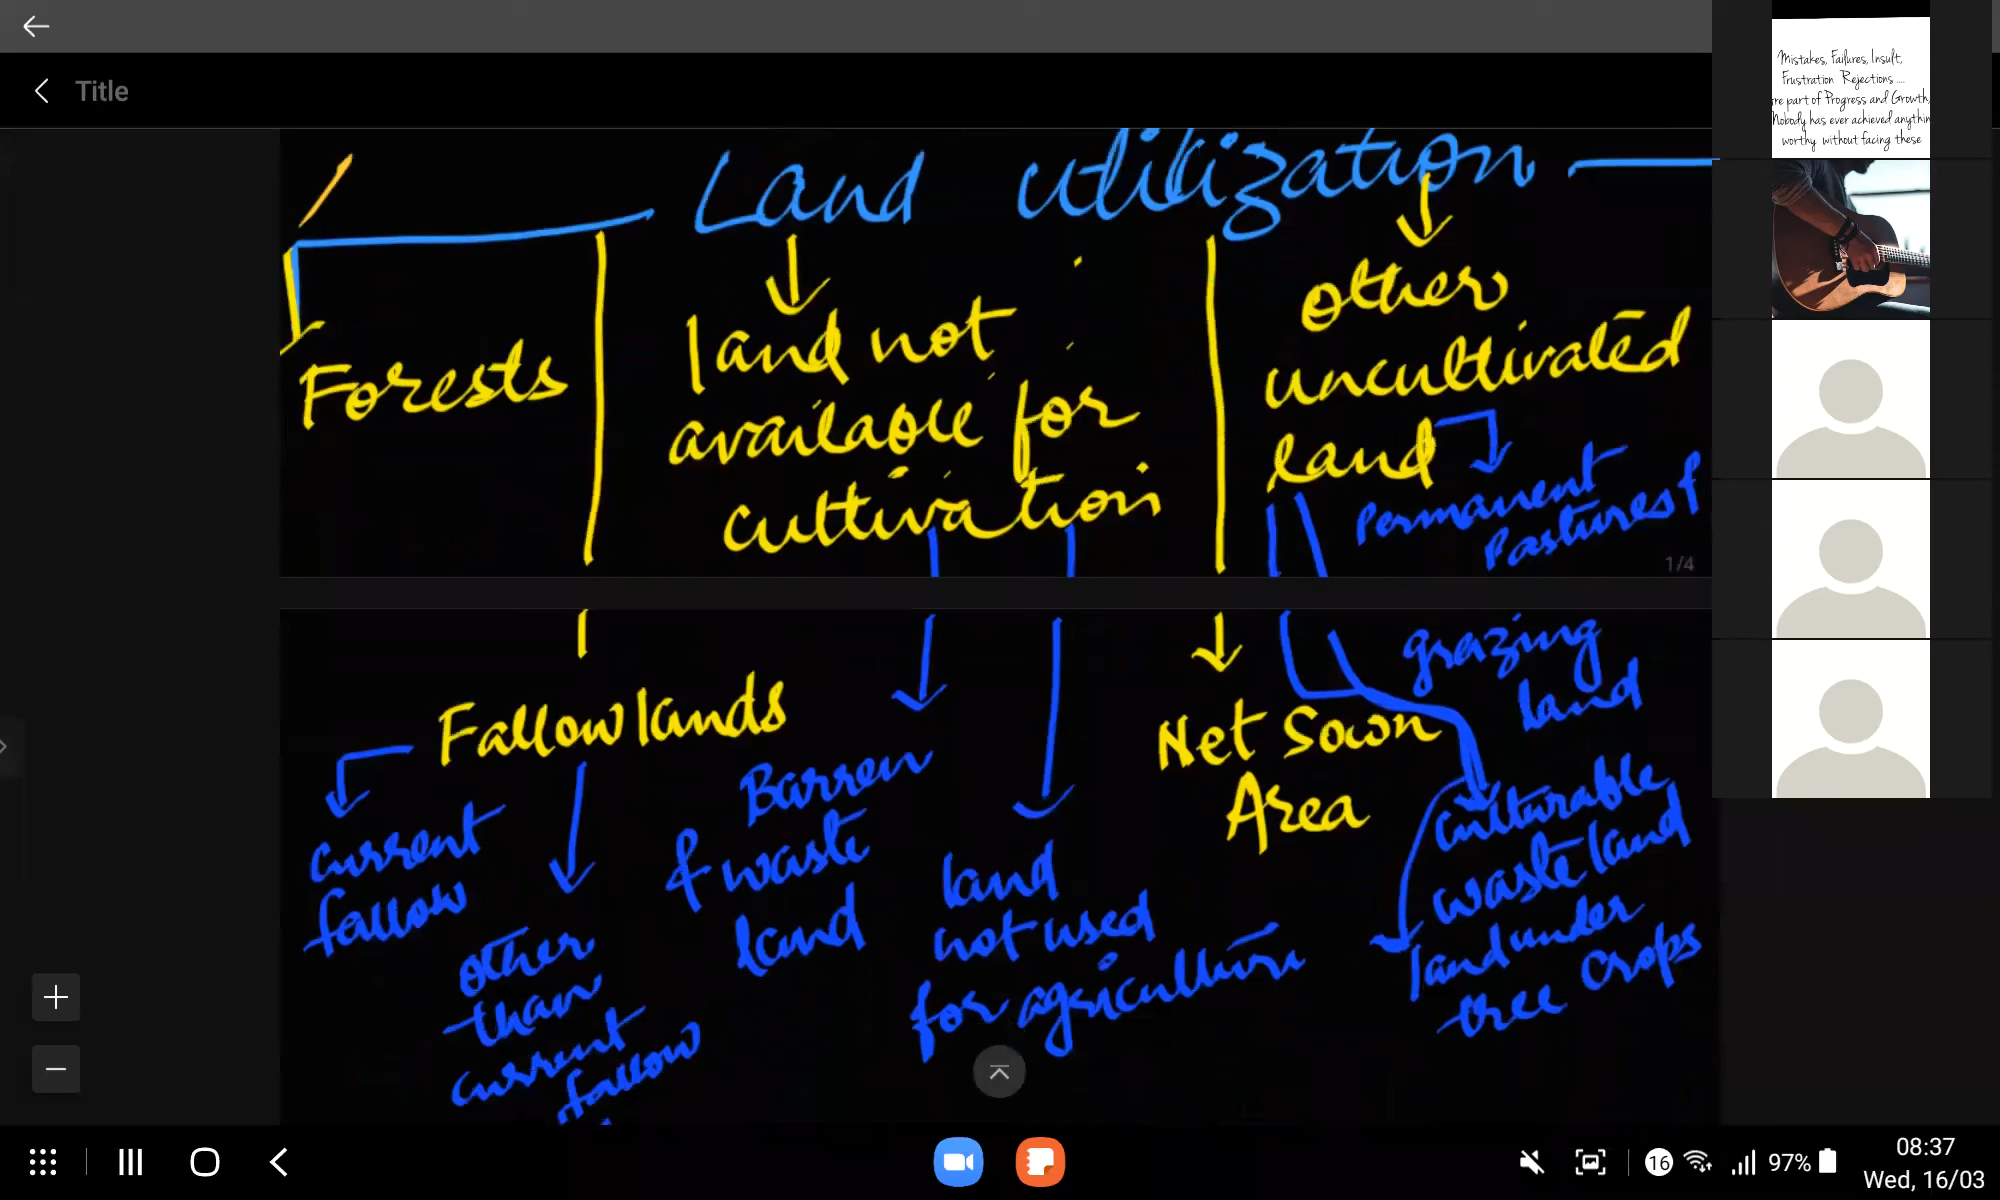 Title
Land utilization
Forests
land not
available for
cultivation
other
uncultivated
land
Permanent
Pastures &
1/4
grazing
land
Fallow lands
current
fallow
other
than
current
fallow
Barren
& waste
land
land
not used
for agriculture
Net Sown
Area
culturable
waste land
land under
tree crops
Mistakes, Failures, Insult,
Frustration Rejections ....
re part of Progress and Growth,
Nobody has ever achieved anythin
worthy without facing these
16
97%
08:37
Wed, 16/03